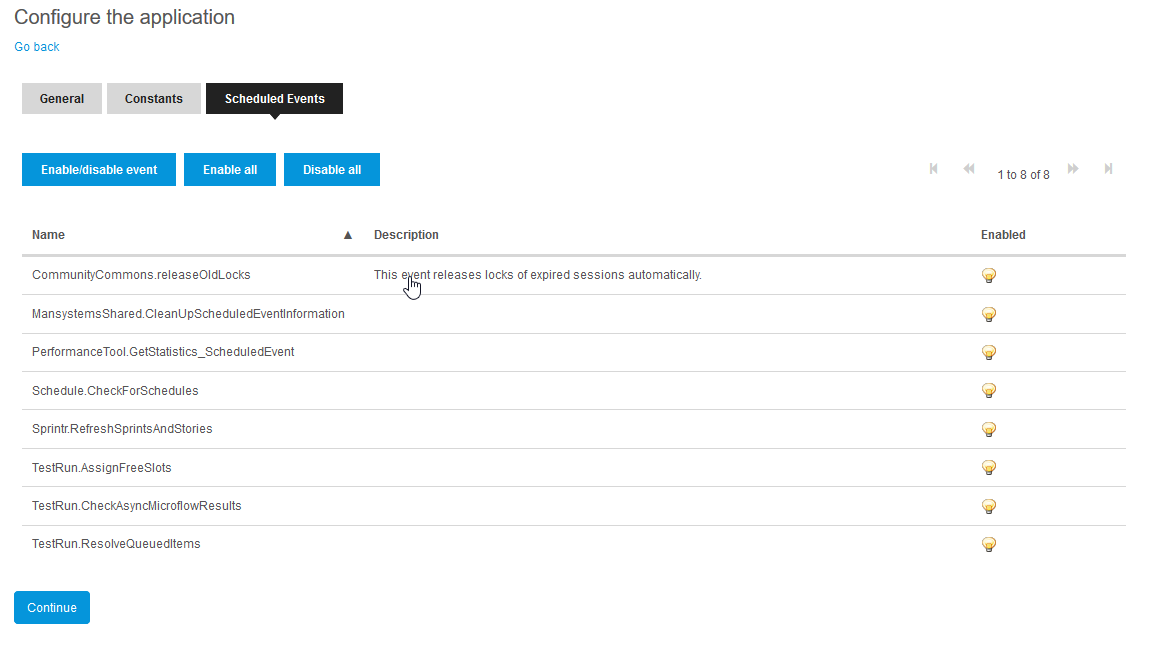 Configure the application
Go back
General Constants Scheduled Events
Enable/disable event Enable all Disable all 1 to 8 of 8
Name ▲ Description Enabled
CommunityCommons.releaseOldLocks This event releases locks of expired sessions automatically.
MansystemsShared.CleanUpScheduledEventInformation
PerformanceTool.GetStatistics_ScheduledEvent
Schedule.CheckForSchedules
Sprintr.RefreshSprintsAndStories
TestRun.AssignFreeSlots
TestRun.CheckAsyncMicroflowResults
TestRun.ResolveQueuedItems
Continue